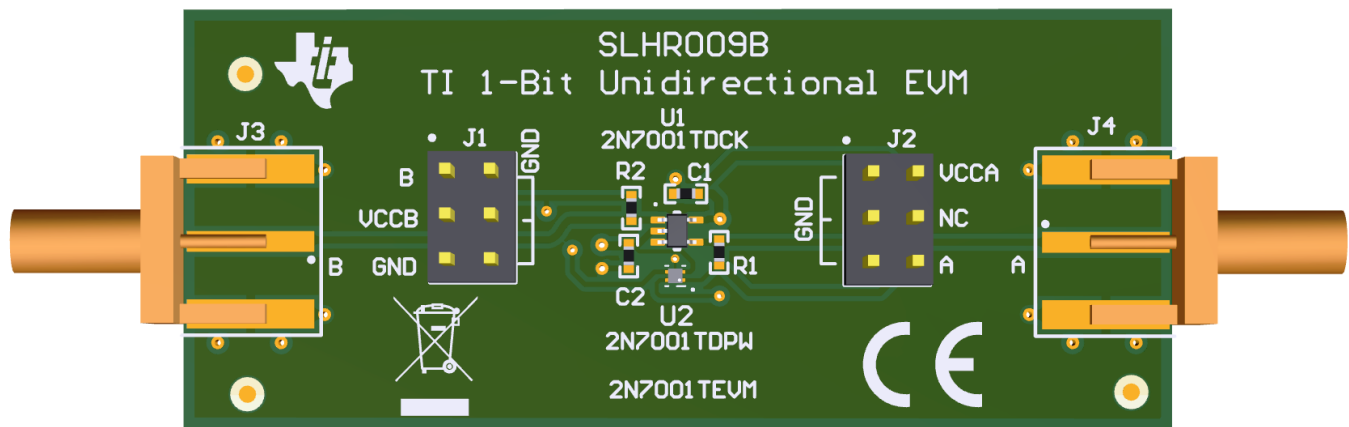 SLHR009B
TI 1-Bit Unidirectional EVM
U1
2N7001TDCK
J3
J1
GND
R2
C1
J2
J4
B
VCCB
GND
GND
VCCA
NC
A
B
A
C2
R1
U2
2N7001TDPW
2N7001TEVM
CE